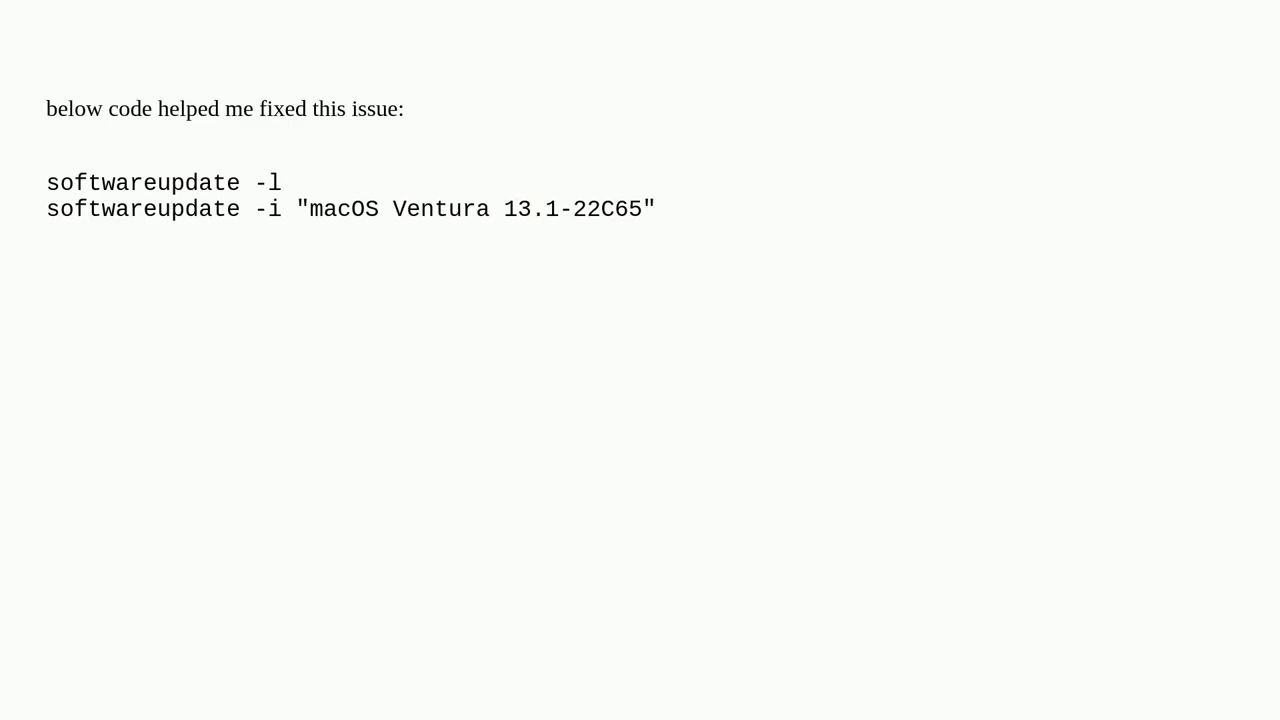 below code helped me fixed this issue:
softwareupdate -l
softwareupdate -i "macOS Ventura 13.1-22C65"